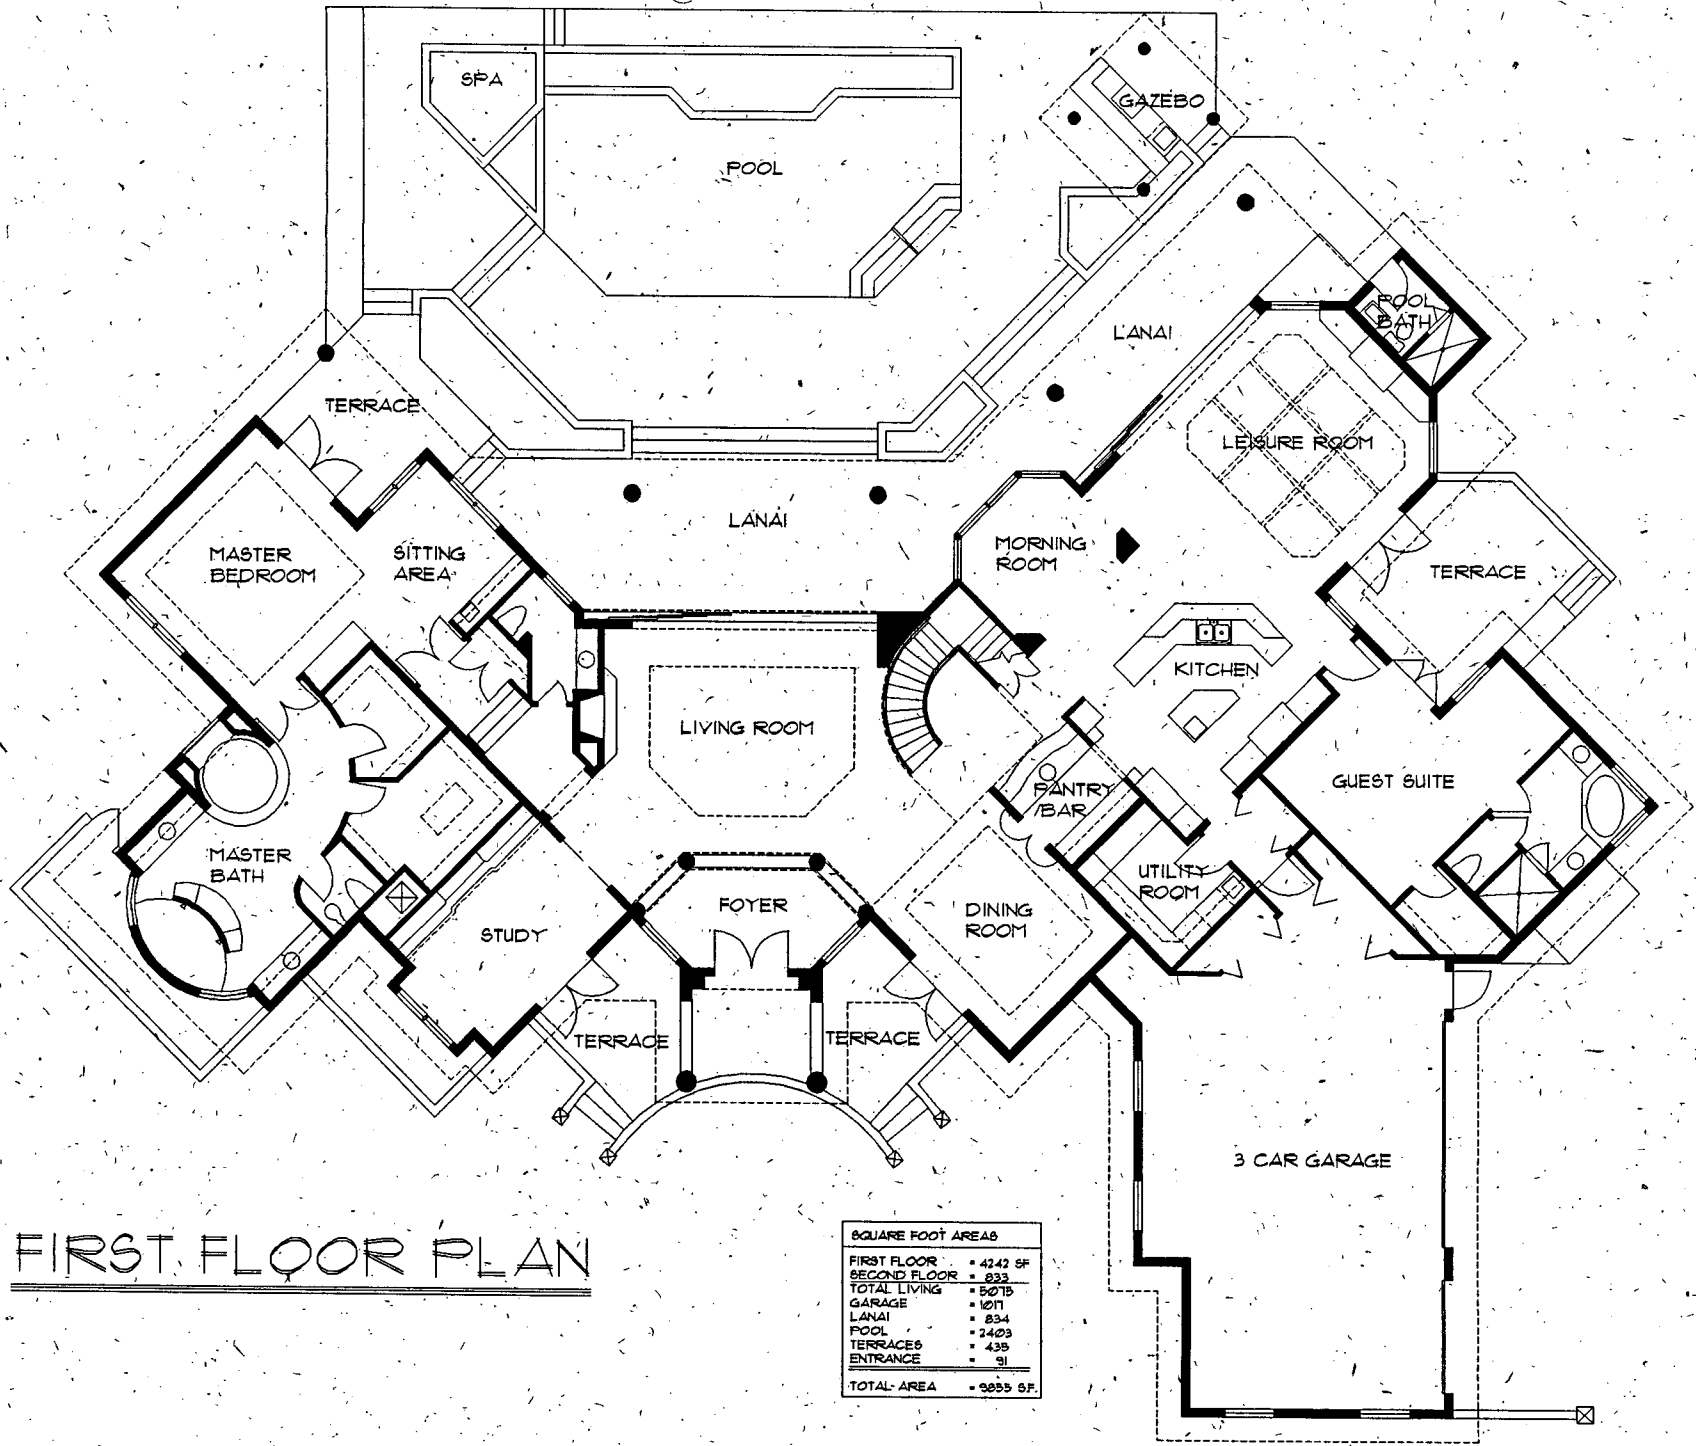 SPA
GAZEBO
POOL
POOL
BATH
LANAI
TERRACE
LEISURE ROOM
LANAI
MASTER
BEDROOM
SITTING
AREA
MORNING
ROOM
TERRACE
KITCHEN
LIVING ROOM
GUEST SUITE
PANTRY
/BAR
MASTER
BATH
UTILITY
ROOM
FOYER
STUDY
DINING
ROOM
TERRACE
TERRACE
3 CAR GARAGE
FIRST FLOOR PLAN
SQUARE FOOT AREAS
FIRST FLOOR = 4242 SF
SECOND FLOOR = 833
TOTAL LIVING = 5075
GARAGE = 1017
LANAI = 834
POOL = 2403
TERRACES = 435
ENTRANCE = 91
TOTAL AREA = 9855 S.F.